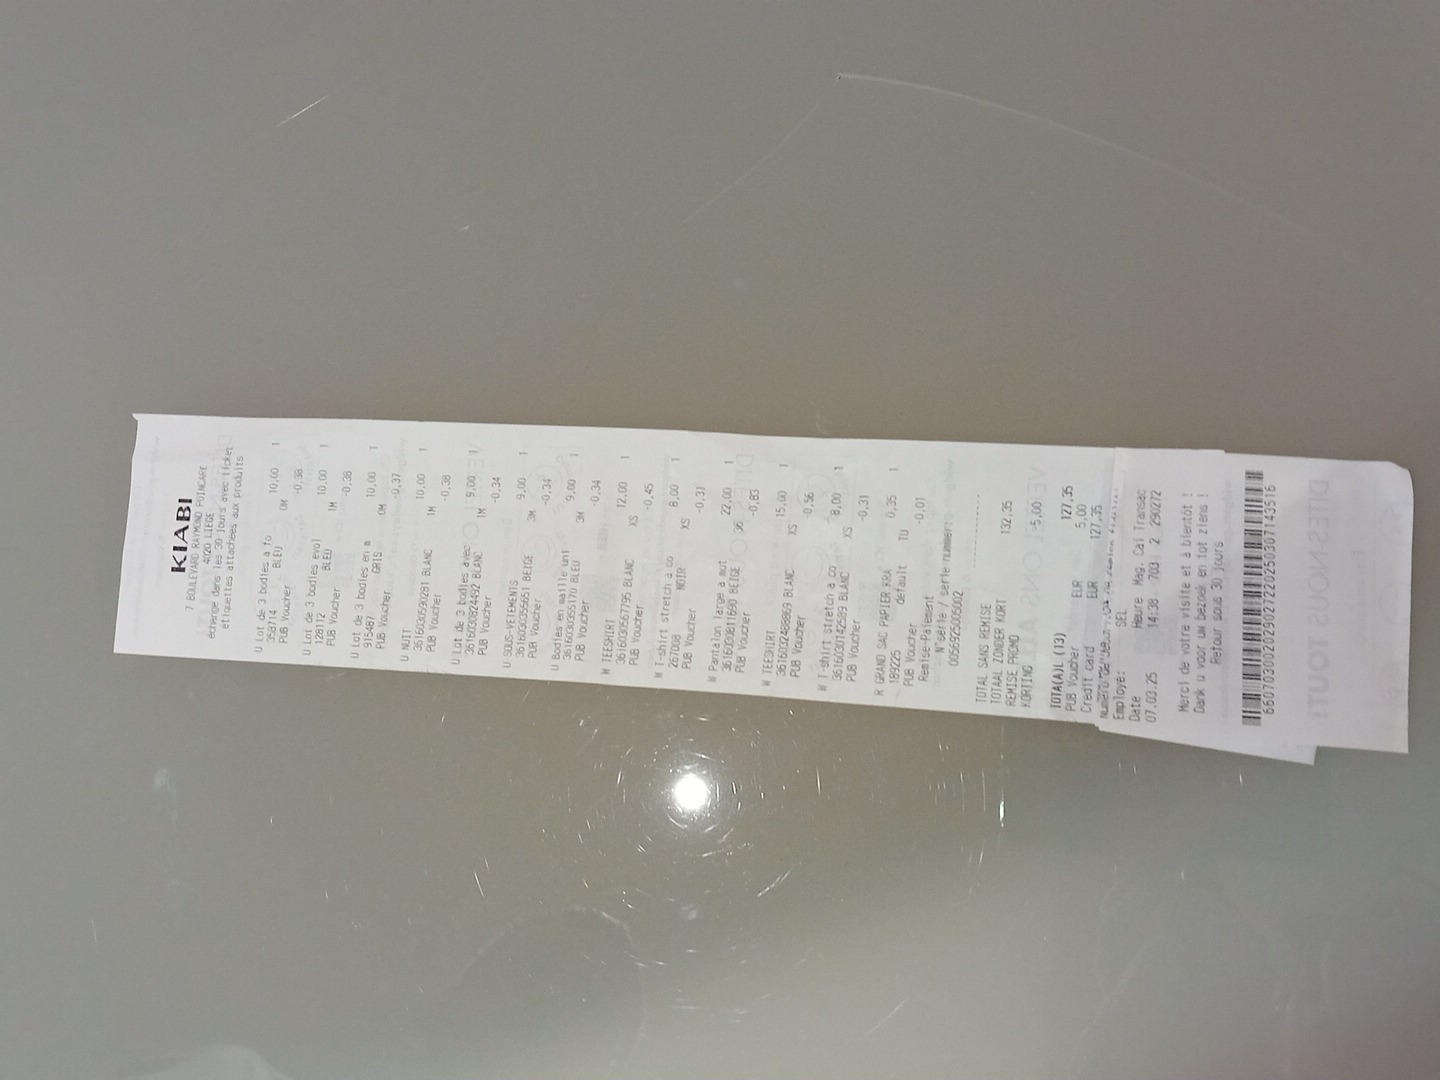 KIABI
7 BOULEVARD RAYMOND POINCARE
4020 LIEGE
échange dans les 30 jours avec ticket
étiquettes attachées aux produits
U Lot de 3 bodies à fo 10,00 1
358714 BLEU 0M
PUB Voucher -0,38
U Lot de 3 bodies évol 10,00 1
128112 BLEU 1M
PUB Voucher -0,38
U Lot de 3 bodies en m 10,00 1
915487 GRIS 0M
PUB Voucher -0,37
U NUIT 10,00 1
3616030590281 BLANC 1M
PUB Voucher -0,38
U Lot de 3 bodies avec 9,00 1
3616030824492 BLANC 1M
PUB Voucher -0,34
U SOUS-VETEMENTS 9,00 1
BEIGE 3M
PUB Voucher -0,34
U Bodies en maille uni 9,00 1
BLEU 3M
PUB Voucher -0,34
W TEESHIRT 12,00 1
3616030567795 BLANC XS
PUB Voucher -0,45
W T-shirt stretch à co 8,00 1
267008 NOIR XS
PUB Voucher -0,31
W Pantalon large à mot 22,00 1
3616030811690 BEIGE 36
PUB Voucher -0,83
W TEESHIRT 15,00 1
3616032488869 BLANC XS
PUB Voucher -0,56
W T-shirt stretch à co 8,00 1
3616030142589 BLANC XS
PUB Voucher -0,31
R GRAND SAC PAPIER KRA 0,35 1
189225 default TU
PUB Voucher
Remise-Paiement -0,01
N°série / serie nummer:
TOTAL SANS REMISE
TOTAAL ZONDER KORT 132,35
REMISE PROMO
KORTING -5,00
TOTA(A)L (13) 127,35
PUB Voucher EUR 5,00
Credit card EUR 127,35
Employé: SEL
Date Heure Mag. Cai Transac
07.03.25 14:38 703 2 290272
Merci de votre visite et à bientôt !
Dank u voor uw bezoek en tot ziens !
Retour sous 30 jours
6607030002029027220250307143516